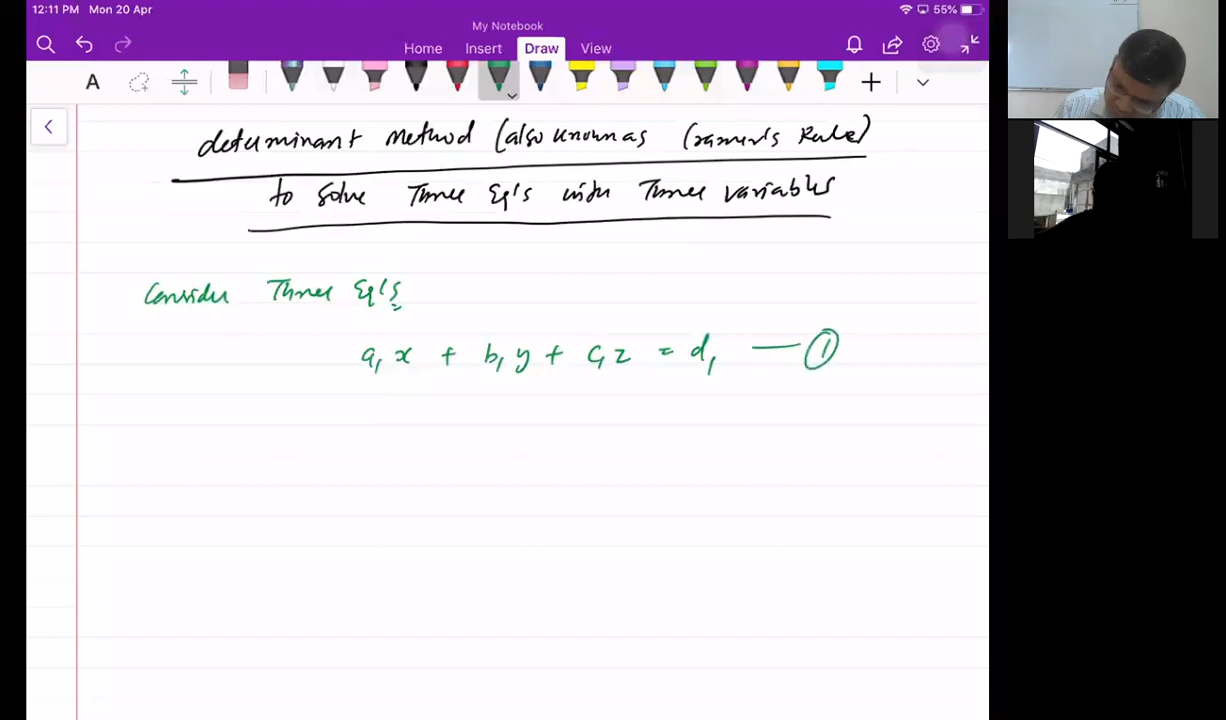 12:11 PM Mon 20 Apr
55%
My Notebook
Home Insert Draw View
A
determinant method (also known as Cramer's Rule)
to solve Three Eq's with Three variables
Consider Three Eq's
a₁x + b₁y + c₁z = d₁ — ①